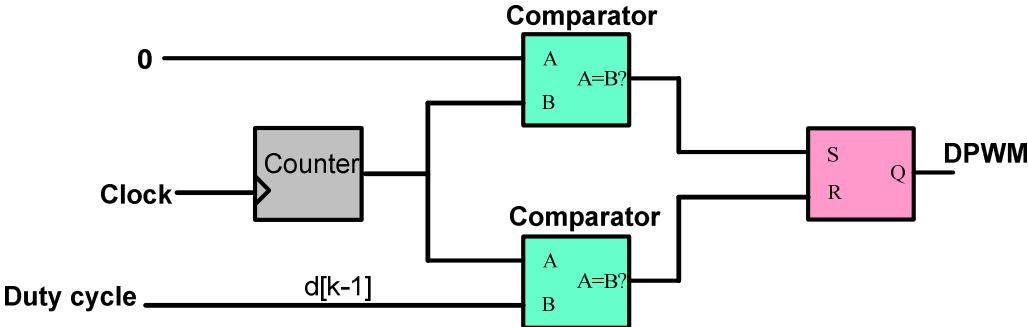 Comparator
0
A
A=B?
B
Counter
Clock
S
R
Q
DPWM
Comparator
A
A=B?
B
Duty cycle
d[k-1]